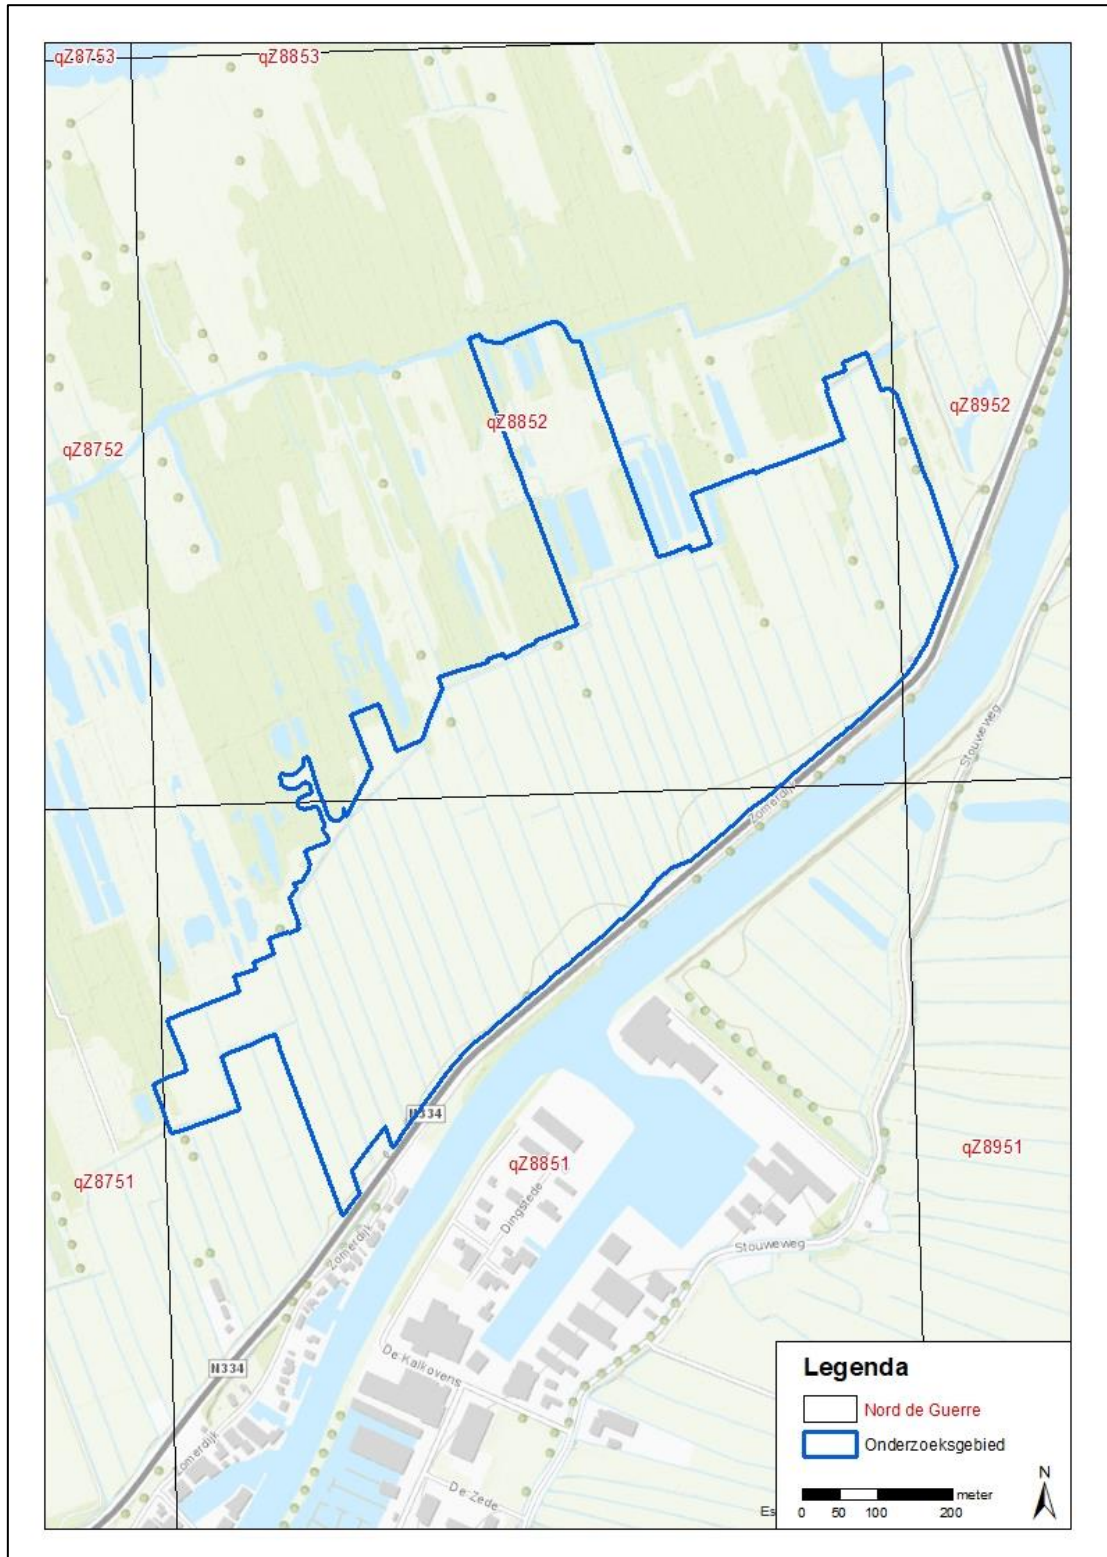 qZ8753
qZ8853
qZ8852
qZ8952
qZ8752
Stouweweg
Zomerdijk
N334
qZ8951
qZ8851
qZ8751
Dingstede
Stouweweg
Zomerdijk
De Kalkovens
N334
Zomerdijk
De Zede
Legenda
Nord de Guerre
Onderzoeksgebied
N
meter
0 50 100 200
Es